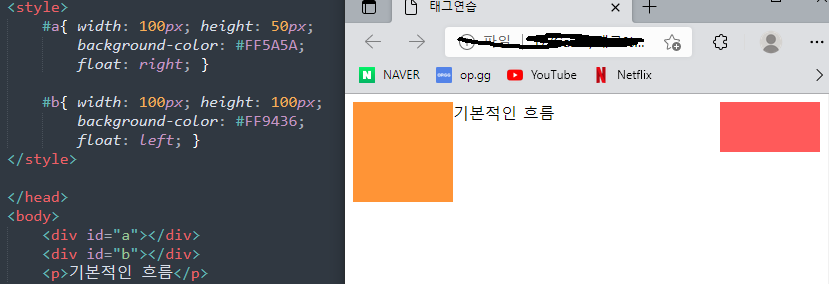 <style>
#a{ width: 100px; height: 50px;
background-color: #FF5A5A;
float: right; }
#b{ width: 100px; height: 100px;
background-color: #FF9436;
float: left; }
</style>
</head>
<body>
<div id="a"></div>
<div id="b"></div>
<p>기본적인 흐름</p>
태그연습
파일
NAVER
OPGG op.gg
YouTube
Netflix
기본적인 흐름